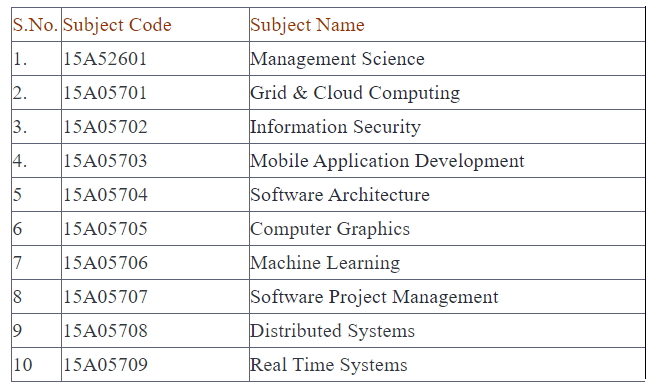 S.No. Subject Code Subject Name
1. 15A52601 Management Science
2. 15A05701 Grid & Cloud Computing
3. 15A05702 Information Security
4. 15A05703 Mobile Application Development
5 15A05704 Software Architecture
6 15A05705 Computer Graphics
7 15A05706 Machine Learning
8 15A05707 Software Project Management
9 15A05708 Distributed Systems
10 15A05709 Real Time Systems